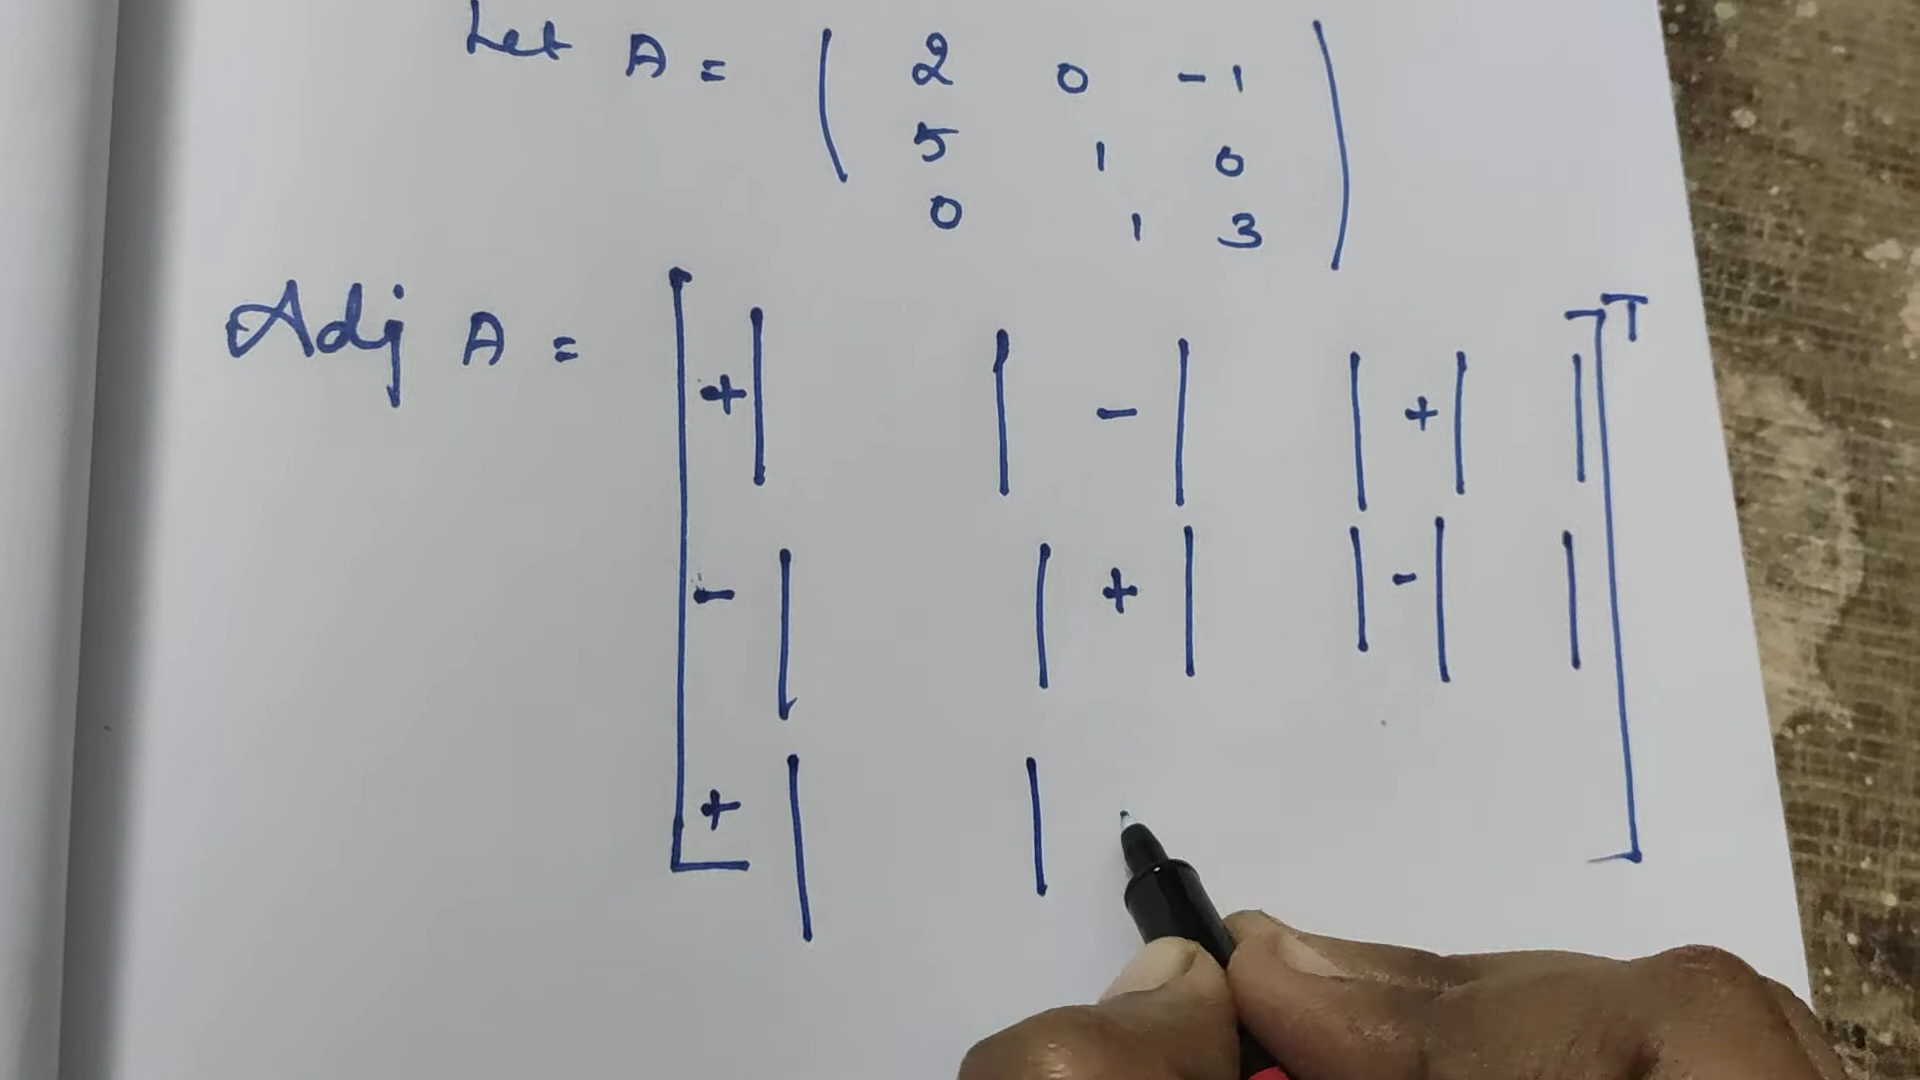 Let A = ( 2 0 -1
5 1 0
0 1 3 )
Adj A = [ + | | - | | + | | ] T
- | | + | | - | |
+ | |